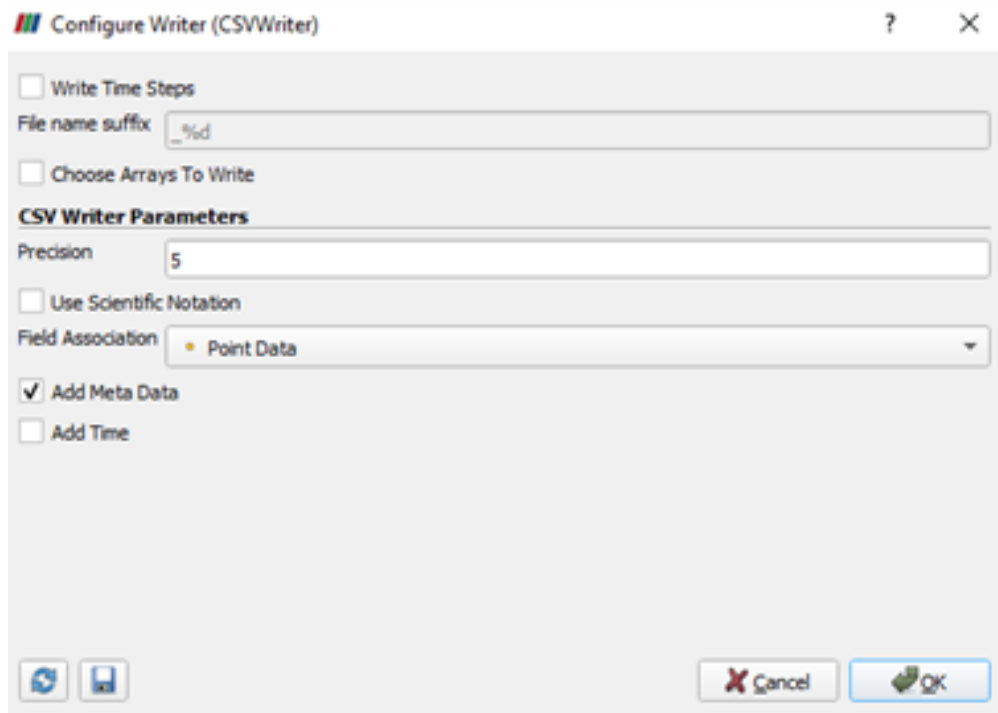 Configure Writer (CSVWriter) ? ×
Write Time Steps
File name suffix _%d
Choose Arrays To Write
CSV Writer Parameters
Precision 5
Use Scientific Notation
Field Association Point Data
Add Meta Data
Add Time
Cancel OK